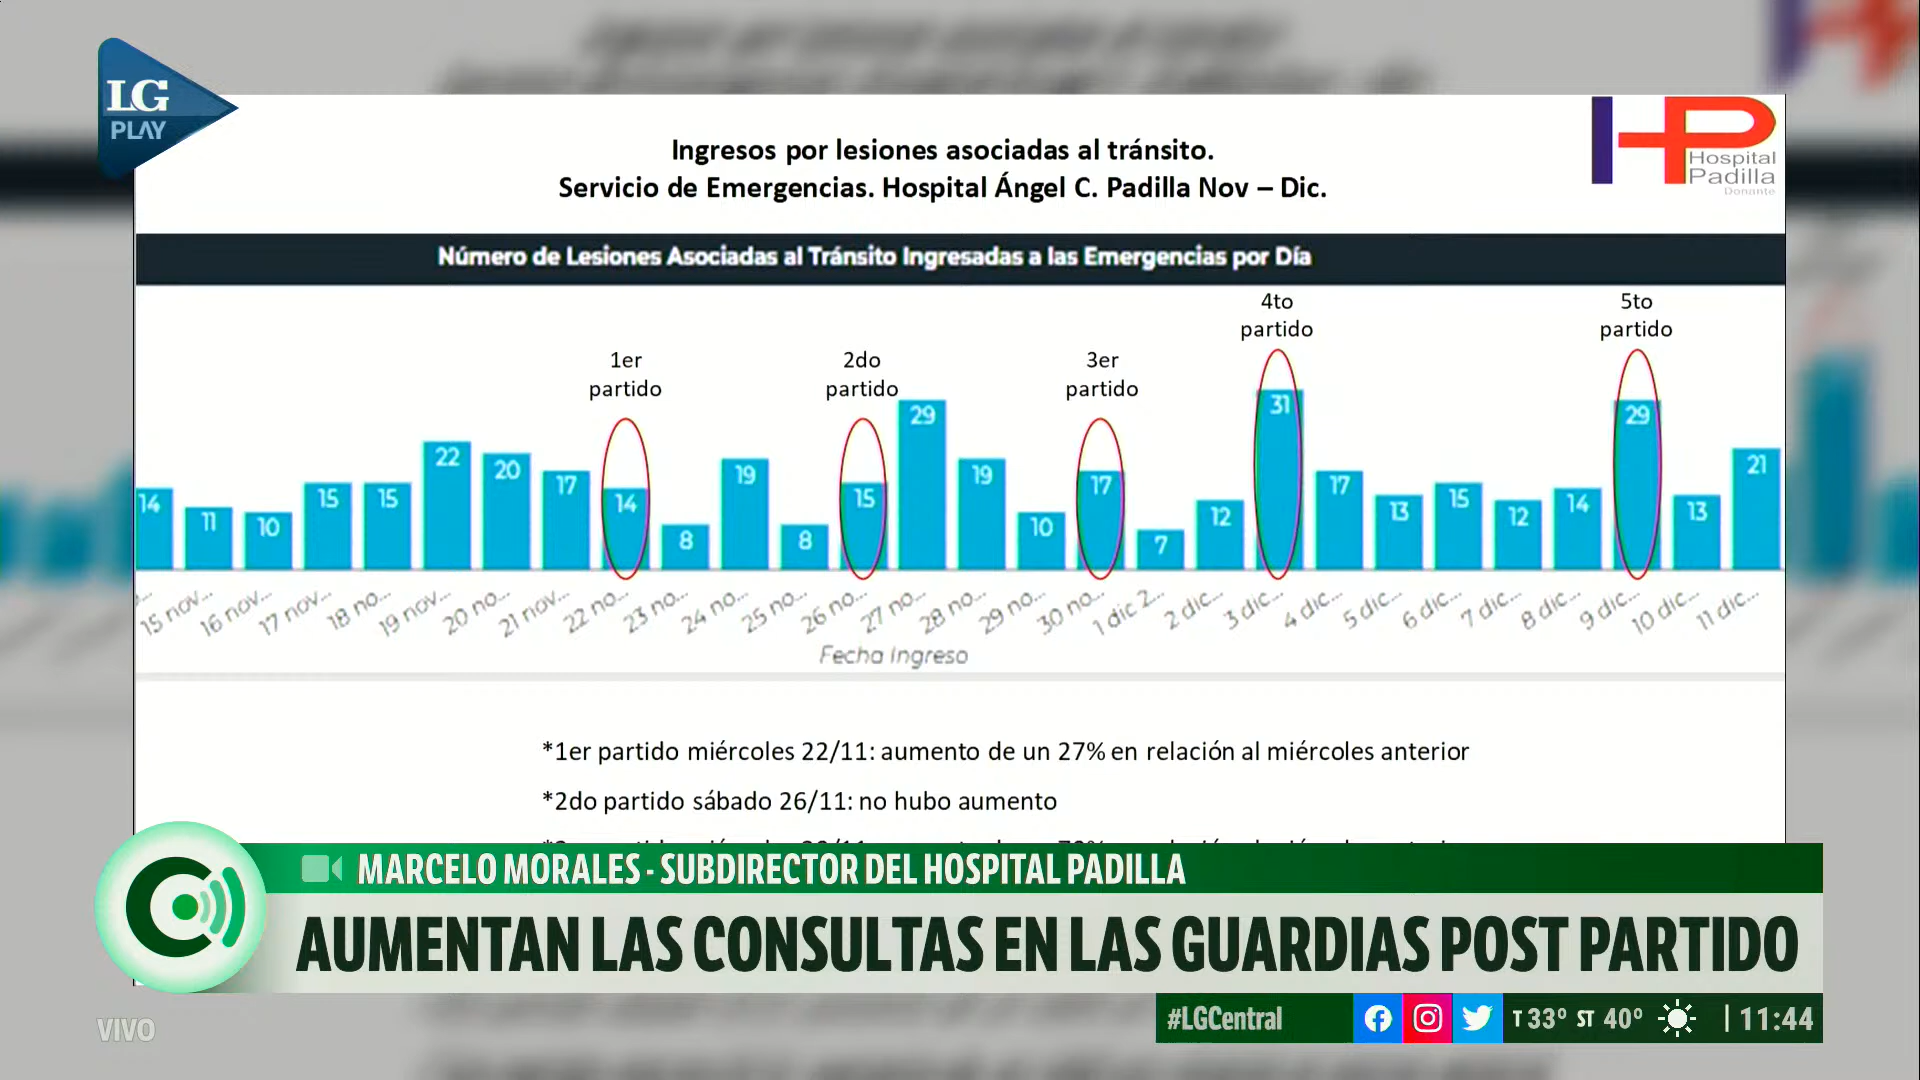 LG
PLAY
Ingresos por lesiones asociadas al tránsito.
Servicio de Emergencias. Hospital Ángel C. Padilla Nov – Dic.
HP
Hospital
Padilla
Donante
Número de Lesiones Asociadas al Tránsito Ingresadas a las Emergencias por Día
1er
partido
2do
partido
3er
partido
4to
partido
5to
partido
14 11 10 15 15 22 20 17 14 8 19 8 15 29 19 10 17 7 12 31 17 13 15 12 14 29 13 21
15 nov... 16 nov... 17 nov... 18 no... 19 nov... 20 no... 21 nov... 22 no... 23 no... 24 no... 25 no... 26 no... 27 no... 28 no... 29 no... 30 no... 1 dic 2... 2 dic... 3 dic... 4 dic... 5 dic... 6 dic... 7 dic... 8 dic... 9 dic... 10 dic... 11 dic...
Fecha Ingreso
*1er partido miércoles 22/11: aumento de un 27% en relación al miércoles anterior
*2do partido sábado 26/11: no hubo aumento
MARCELO MORALES - SUBDIRECTOR DEL HOSPITAL PADILLA
AUMENTAN LAS CONSULTAS EN LAS GUARDIAS POST PARTIDO
VIVO
#LGCentral T 33º ST 40º | 11:44